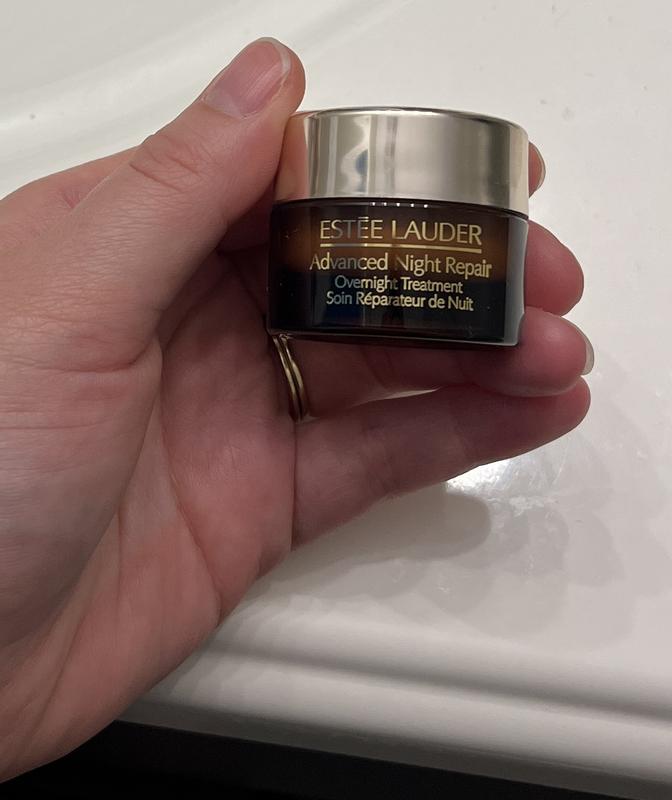 ESTĒE LAUDER
Advanced Night Repair
Overnight Treatment
Soin Réparateur de Nuit